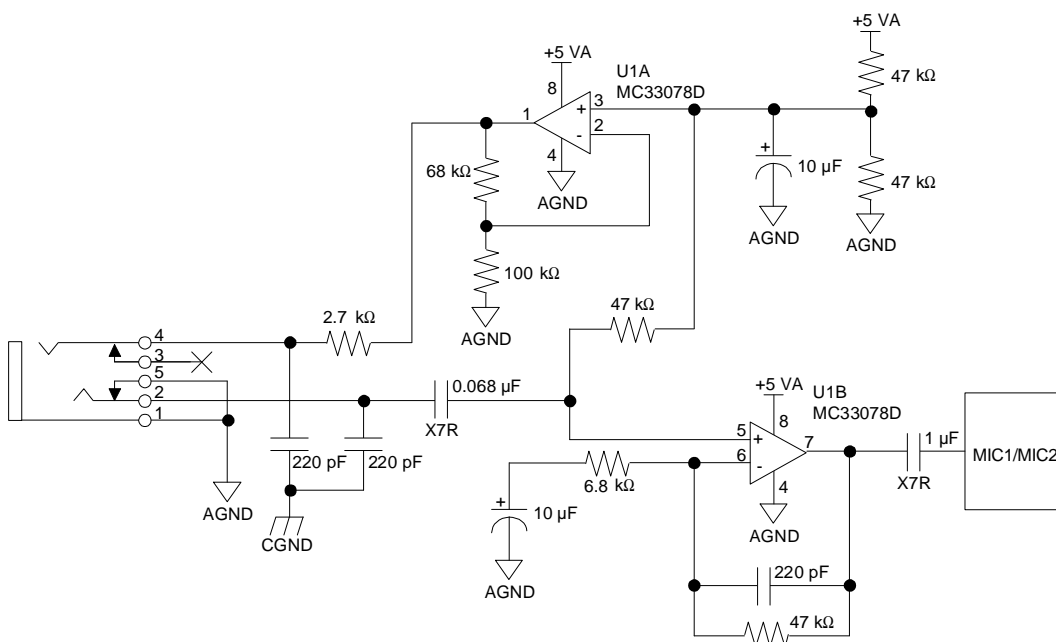 +5 VA
+5 VA
U1A
MC33078D
47 kΩ
8
3
1
+
2
-
4
68 kΩ
+
10 µF
47 kΩ
AGND
AGND
AGND
100 kΩ
AGND
47 kΩ
2.7 kΩ
4
3
5
2
1
0.068 µF
X7R
+5 VA
U1B
MC33078D
8
5
+
7
6
-
4
1 µF
X7R
MIC1/MIC2
220 pF
220 pF
6.8 kΩ
+
10 µF
AGND
AGND
CGND
AGND
220 pF
47 kΩ